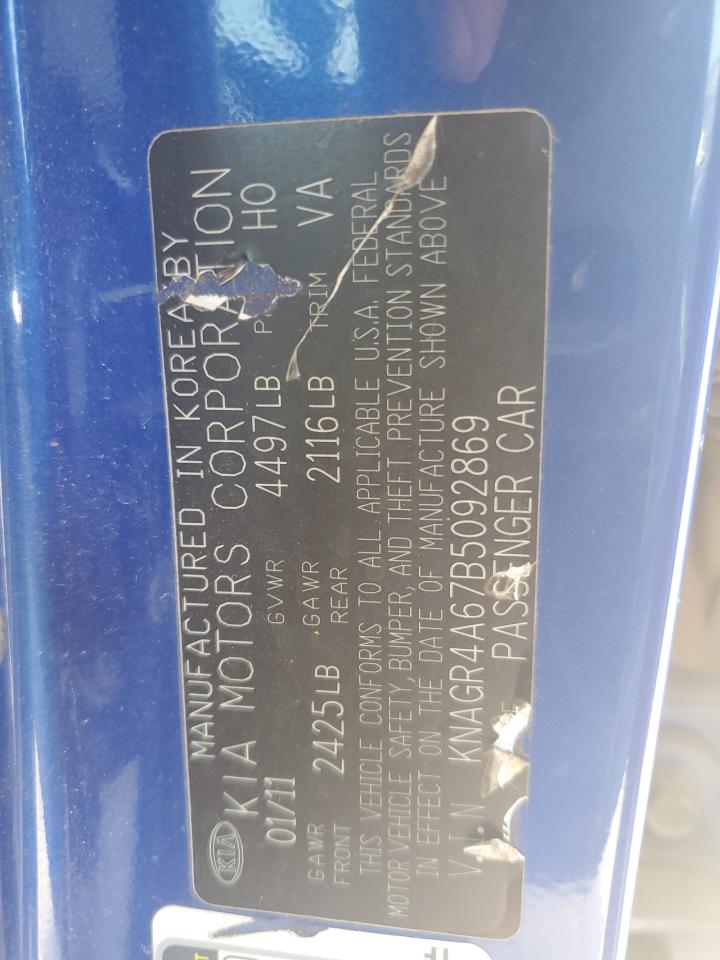 MANUFACTURED IN KOREA BY
KIA KIA MOTORS CORPORATION
01/11 GVWR 4497LB HO
GAWR FRONT 2425LB GAWR REAR 2116LB TRIM VA
THIS VEHICLE CONFORMS TO ALL APPLICABLE U.S.A. FEDERAL
MOTOR VEHICLE SAFETY, BUMPER, AND THEFT PREVENTION STANDARDS
IN EFFECT ON THE DATE OF MANUFACTURE SHOWN ABOVE
V I N KNAGR4A67B5092869
PASSENGER CAR